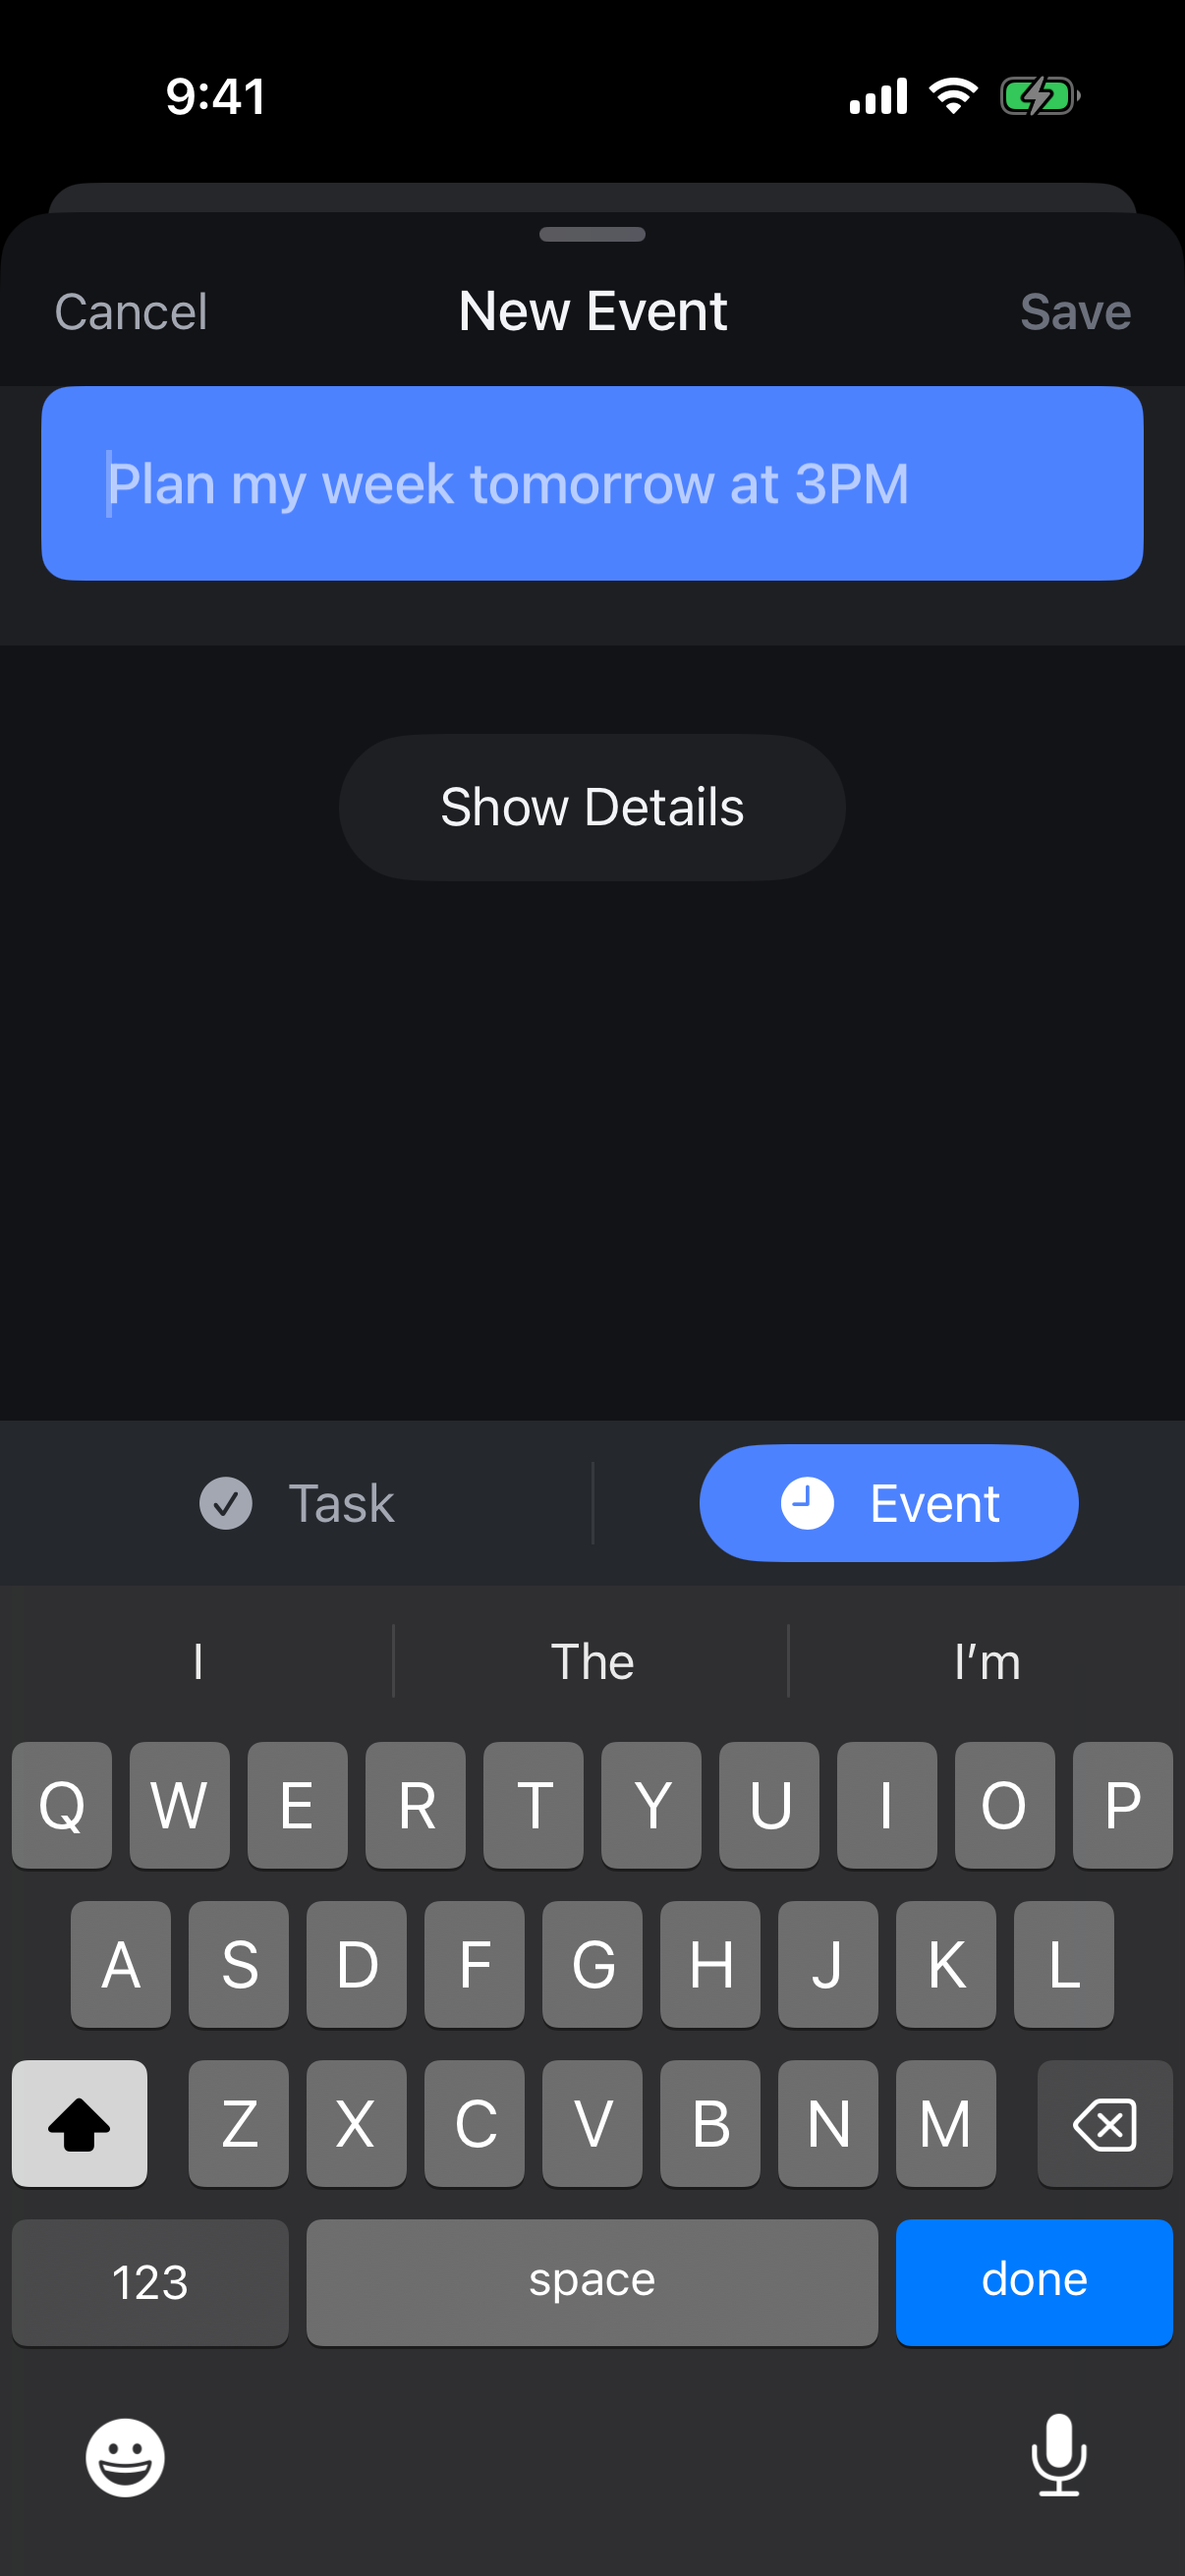 9:41
Cancel New Event Save
Plan my week tomorrow at 3PM
Show Details
Task Event
I The I’m
Q W E R T Y U I O P
A S D F G H J K L
Z X C V B N M
123 space done